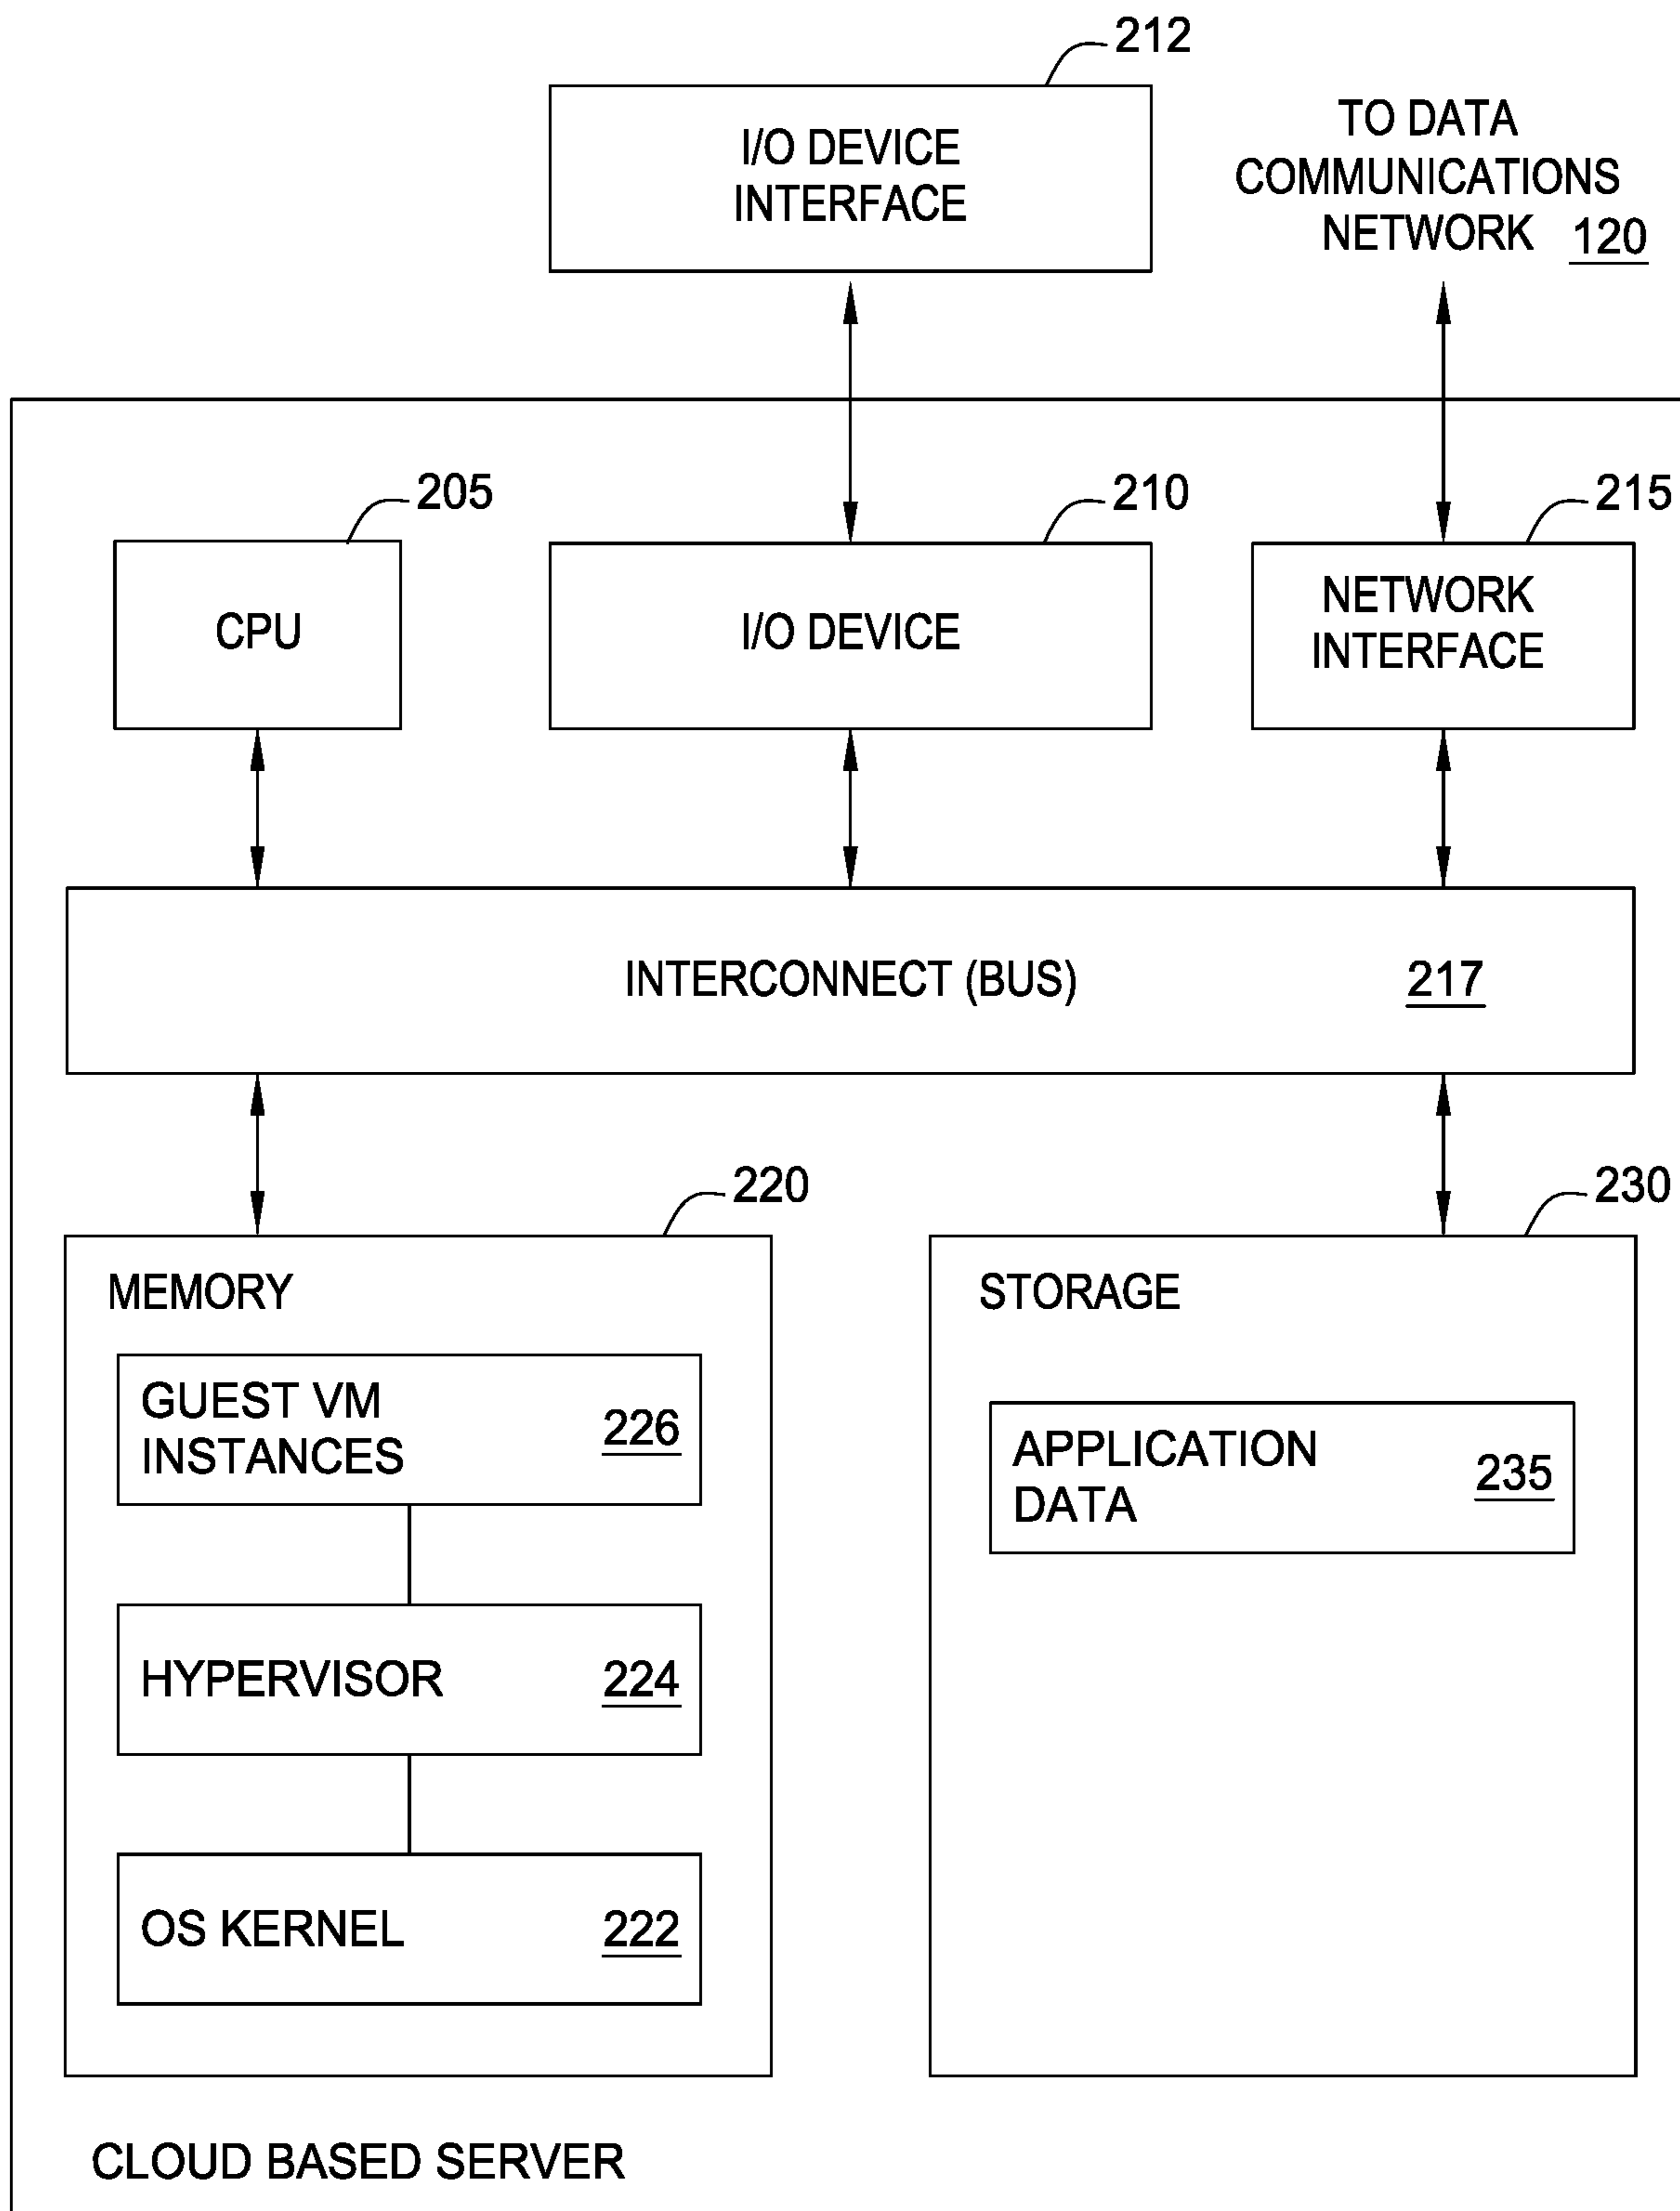 212
I/O DEVICE
INTERFACE
TO DATA
COMMUNICATIONS
NETWORK 120
205
210
215
CPU
I/O DEVICE
NETWORK
INTERFACE
INTERCONNECT (BUS) 217
220
230
MEMORY
GUEST VM
INSTANCES
226
HYPERVISOR 224
OS KERNEL 222
STORAGE
APPLICATION
DATA
235
CLOUD BASED SERVER